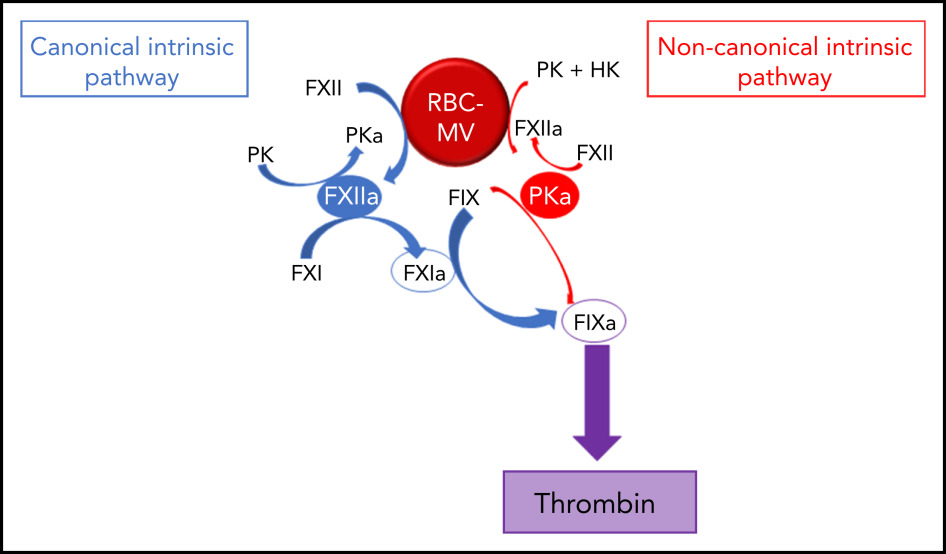 Canonical intrinsic
pathway
Non-canonical intrinsic
pathway
RBC-
MV
FXII
PKa
PK
FXIIa
FXI
FXIa
PK + HK
FXIIa
FXII
PKa
FIX
FIXa
Thrombin